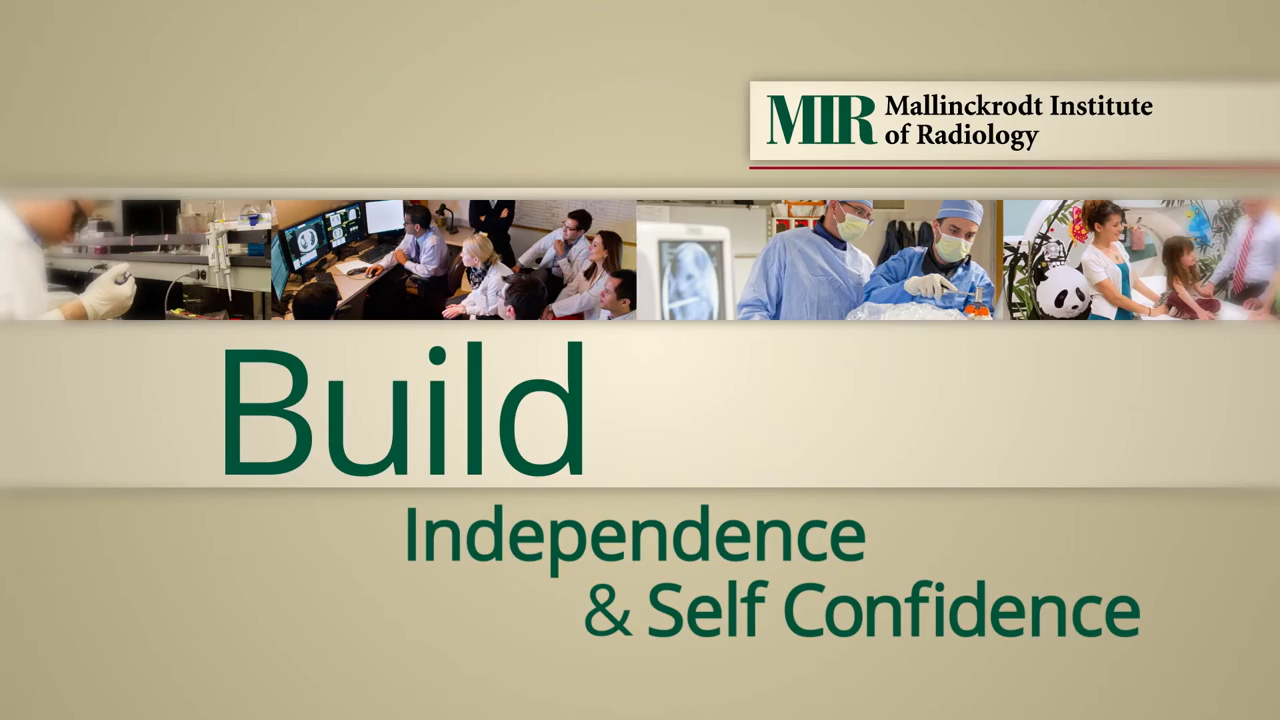 MIR Mallinckrodt Institute
of Radiology
Build
Independence
& Self Confidence